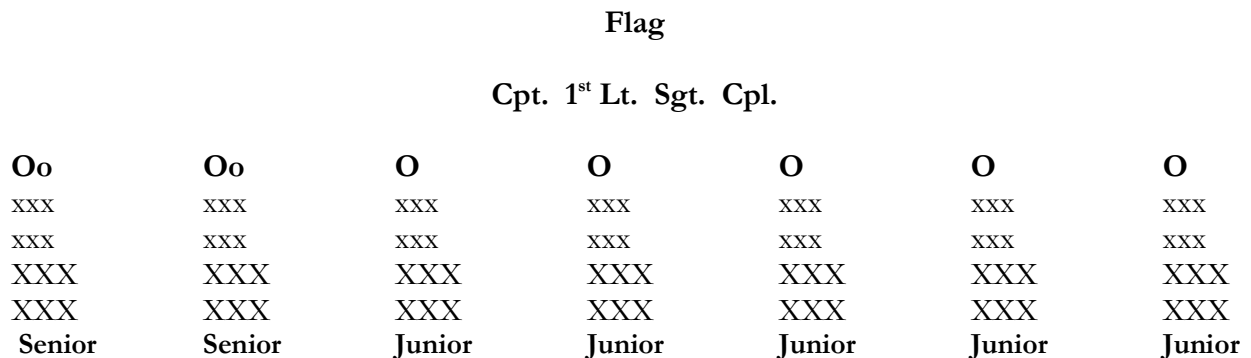 Flag
Cpt. 1st Lt. Sgt. Cpl.
Oo Oo O O O O O
xxx xxx xxx xxx xxx xxx xxx
xxx xxx xxx xxx xxx xxx xxx
XXX XXX XXX XXX XXX XXX XXX
XXX XXX XXX XXX XXX XXX XXX
Senior Senior Junior Junior Junior Junior Junior